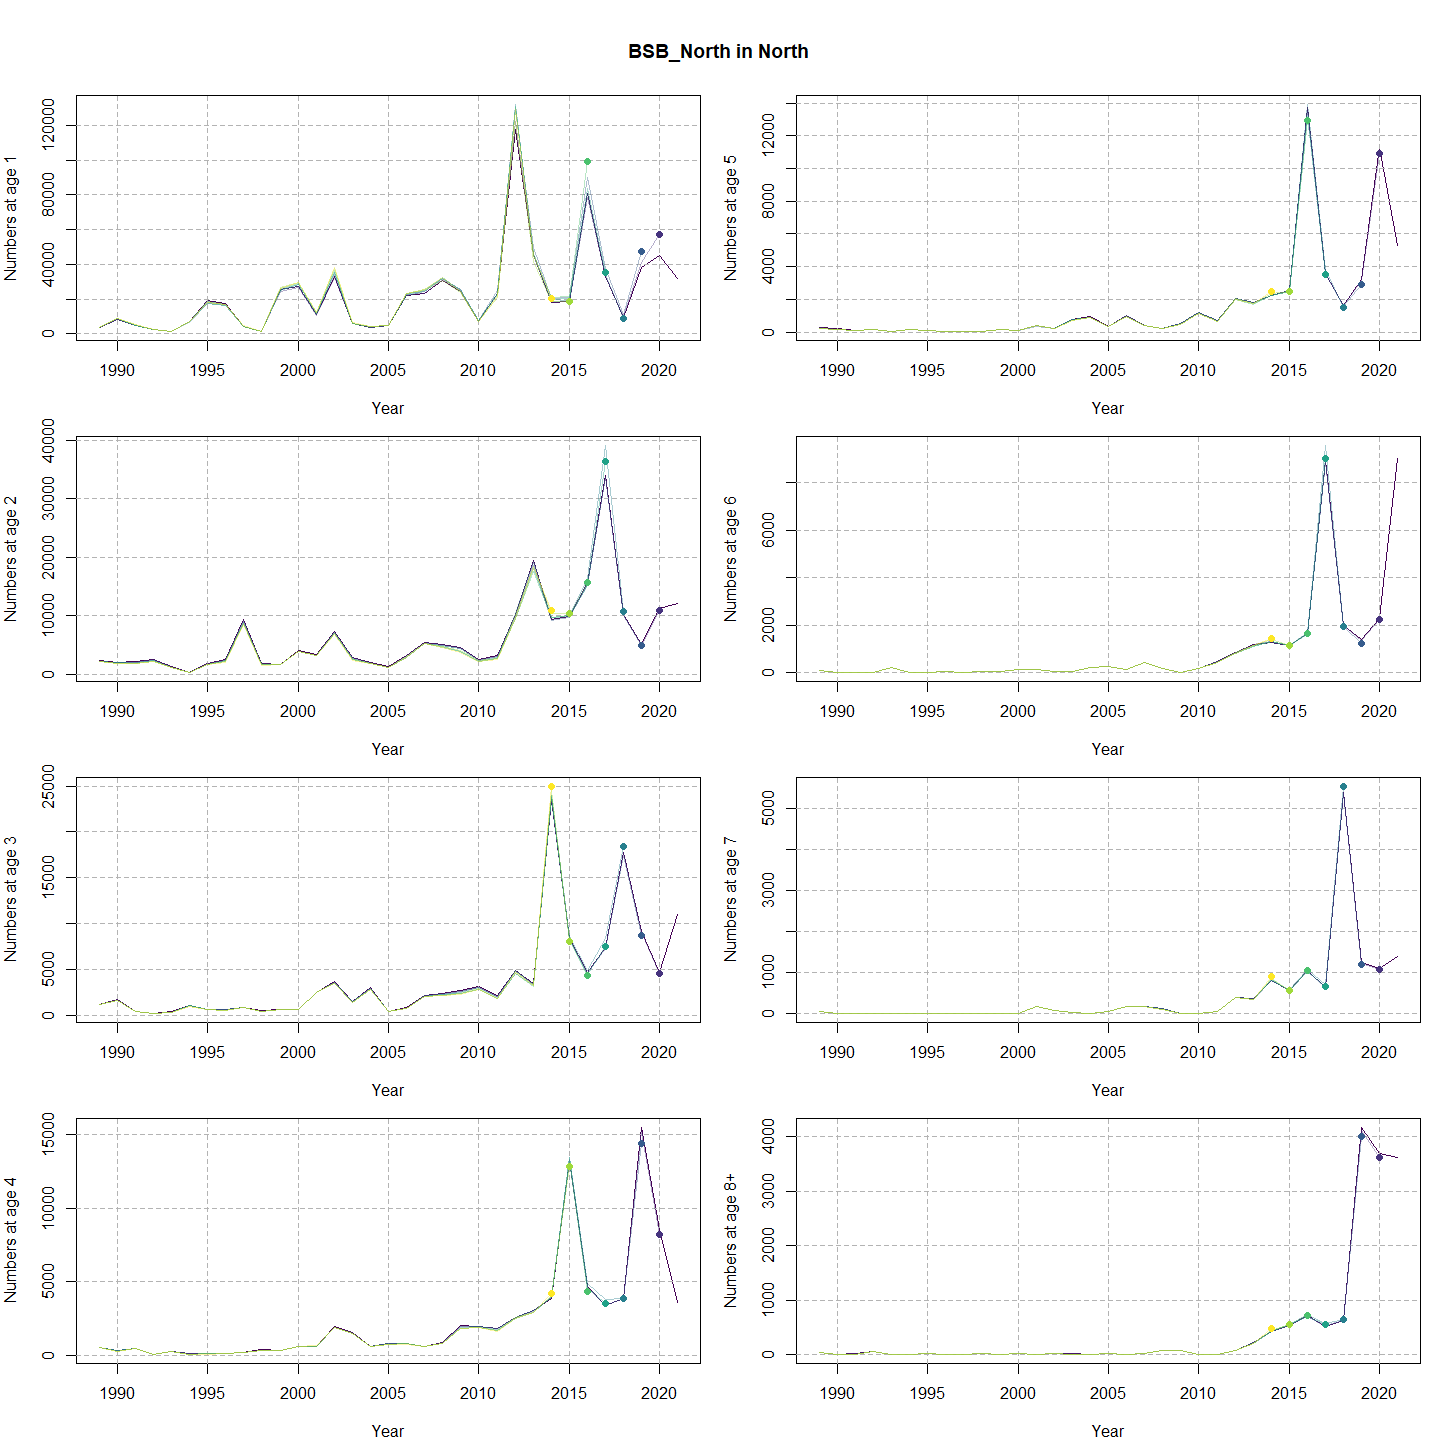 BSB_North in North
Numbers at age 1
0 40000 80000 120000
1990 1995 2000 2005 2010 2015 2020
Year
Numbers at age 5
0 4000 8000 12000
1990 1995 2000 2005 2010 2015 2020
Year
Numbers at age 2
0 10000 20000 30000 40000
1990 1995 2000 2005 2010 2015 2020
Year
Numbers at age 6
0 2000 6000
1990 1995 2000 2005 2010 2015 2020
Year
Numbers at age 3
0 5000 15000 25000
1990 1995 2000 2005 2010 2015 2020
Year
Numbers at age 7
0 1000 3000 5000
1990 1995 2000 2005 2010 2015 2020
Year
Numbers at age 4
0 5000 10000 15000
1990 1995 2000 2005 2010 2015 2020
Year
Numbers at age 8+
0 1000 2000 3000 4000
1990 1995 2000 2005 2010 2015 2020
Year